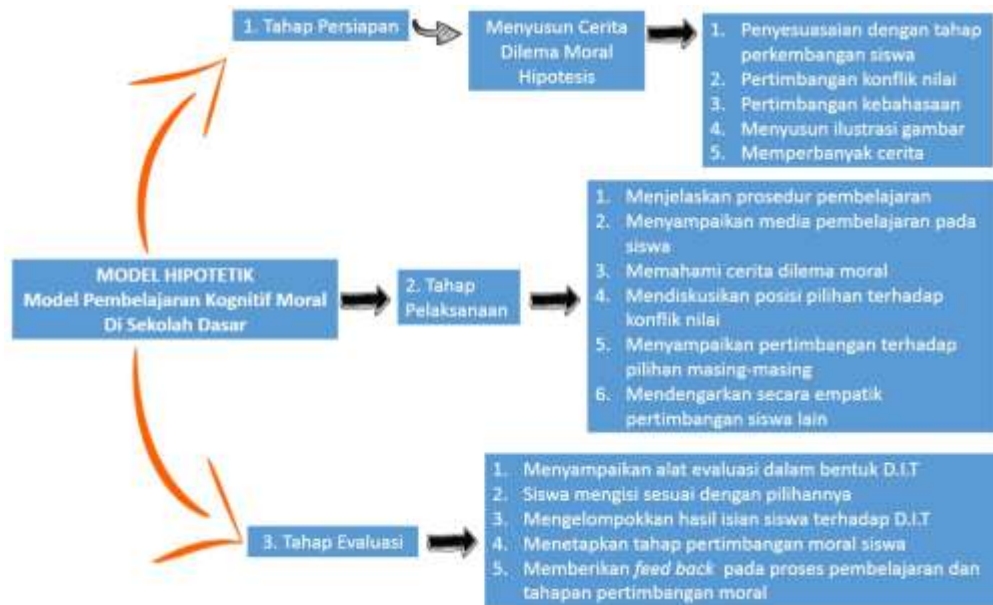 1. Tahap Persiapan
Menyusun Cerita
Dilema Moral
Hipotesis
1. Penyesuasaian dengan tahap
perkembangan siswa
2. Pertimbangan konflik nilai
3. Pertimbangan kebahasaan
4. Menyusun ilustrasi gambar
5. Memperbanyak cerita
MODEL HIPOTETIK
Model Pembelajaran Kognitif Moral
Di Sekolah Dasar
2. Tahap
Pelaksanaan
1. Menjelaskan prosedur pembelajaran
2. Menyampaikan media pembelajaran pada
siswa
3. Memahami cerita dilema moral
4. Mendiskusikan posisi pilihan terhadap
konflik nilai
5. Menyampaikan pertimbangan terhadap
pilihan masing-masing
6. Mendengarkan secara empatik
pertimbangan siswa lain
3. Tahap Evaluasi
1. Menyampaikan alat evaluasi dalam bentuk D.I.T
2. Siswa mengisi sesuai dengan pilihannya
3. Mengelompokkan hasil isian siswa terhadap D.I.T
4. Menetapkan tahap pertimbangan moral siswa
5. Memberikan feed back pada proses pembelajaran dan
tahapan pertimbangan moral